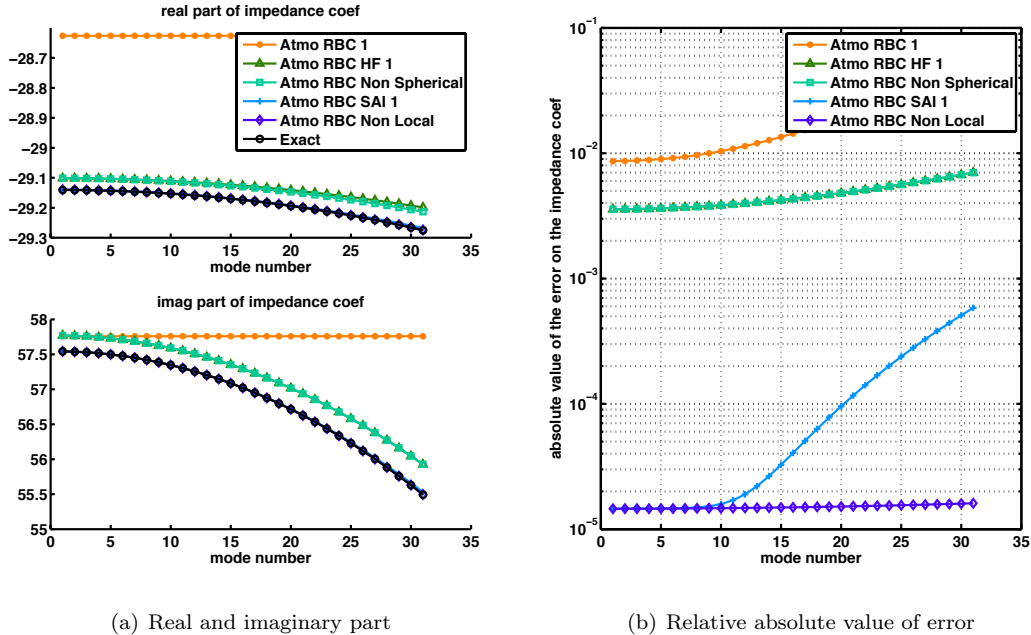 real part of impedance coef
−28.7
−28.8
−28.9
−29
−29.1
−29.2
−29.3
0 5 10 15 20 25 30 35
mode number
Atmo RBC 1
Atmo RBC HF 1
Atmo RBC Non Spherical
Atmo RBC SAI 1
Atmo RBC Non Local
Exact
imag part of impedance coef
58
57.5
57
56.5
56
55.5
55
0 5 10 15 20 25 30 35
mode number
(a) Real and imaginary part
absolute value of the error on the impedance coef
10−1
10−2
10−3
10−4
10−5
0 5 10 15 20 25 30 35
mode number
Atmo RBC 1
Atmo RBC HF 1
Atmo RBC Non Spherical
Atmo RBC SAI 1
Atmo RBC Non Local
(b) Relative absolute value of error